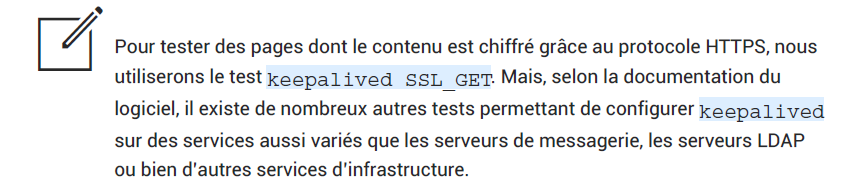 Pour tester des pages dont le contenu est chiffré grâce au protocole HTTPS, nous
utiliserons le test keepalived SSL_GET. Mais, selon la documentation du
logiciel, il existe de nombreux autres tests permettant de configurer keepalived
sur des services aussi variés que les serveurs de messagerie, les serveurs LDAP
ou bien d'autres services d'infrastructure.